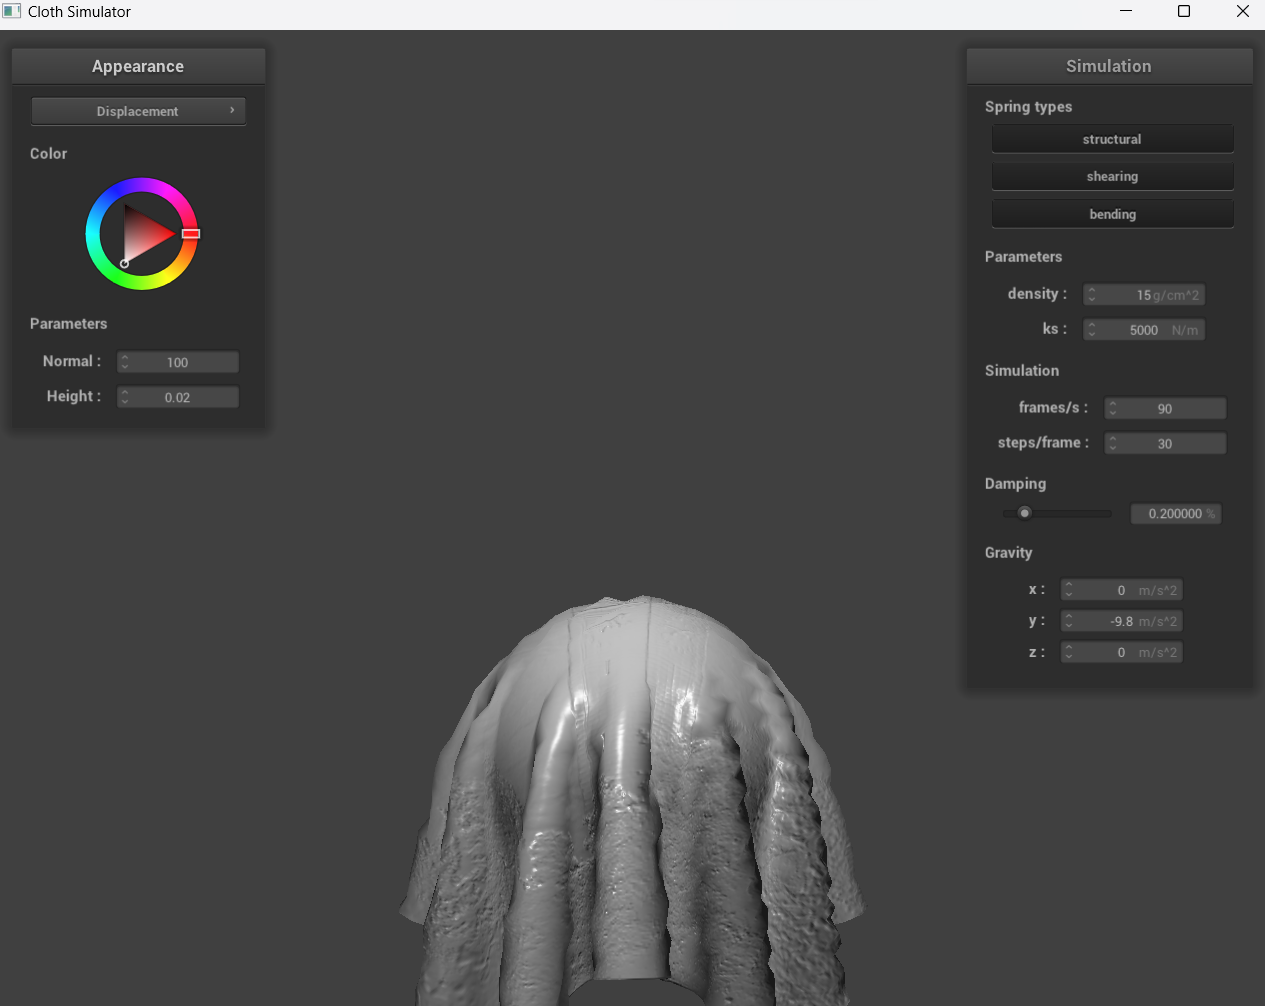 Cloth Simulator
Appearance
Displacement
Color
Parameters
Normal : 100
Height : 0.02
Simulation
Spring types
structural
shearing
bending
Parameters
density : 15 g/cm^2
ks : 5000 N/m
Simulation
frames/s : 90
steps/frame : 30
Damping
0.200000 %
Gravity
x : 0 m/s^2
y : -9.8 m/s^2
z : 0 m/s^2